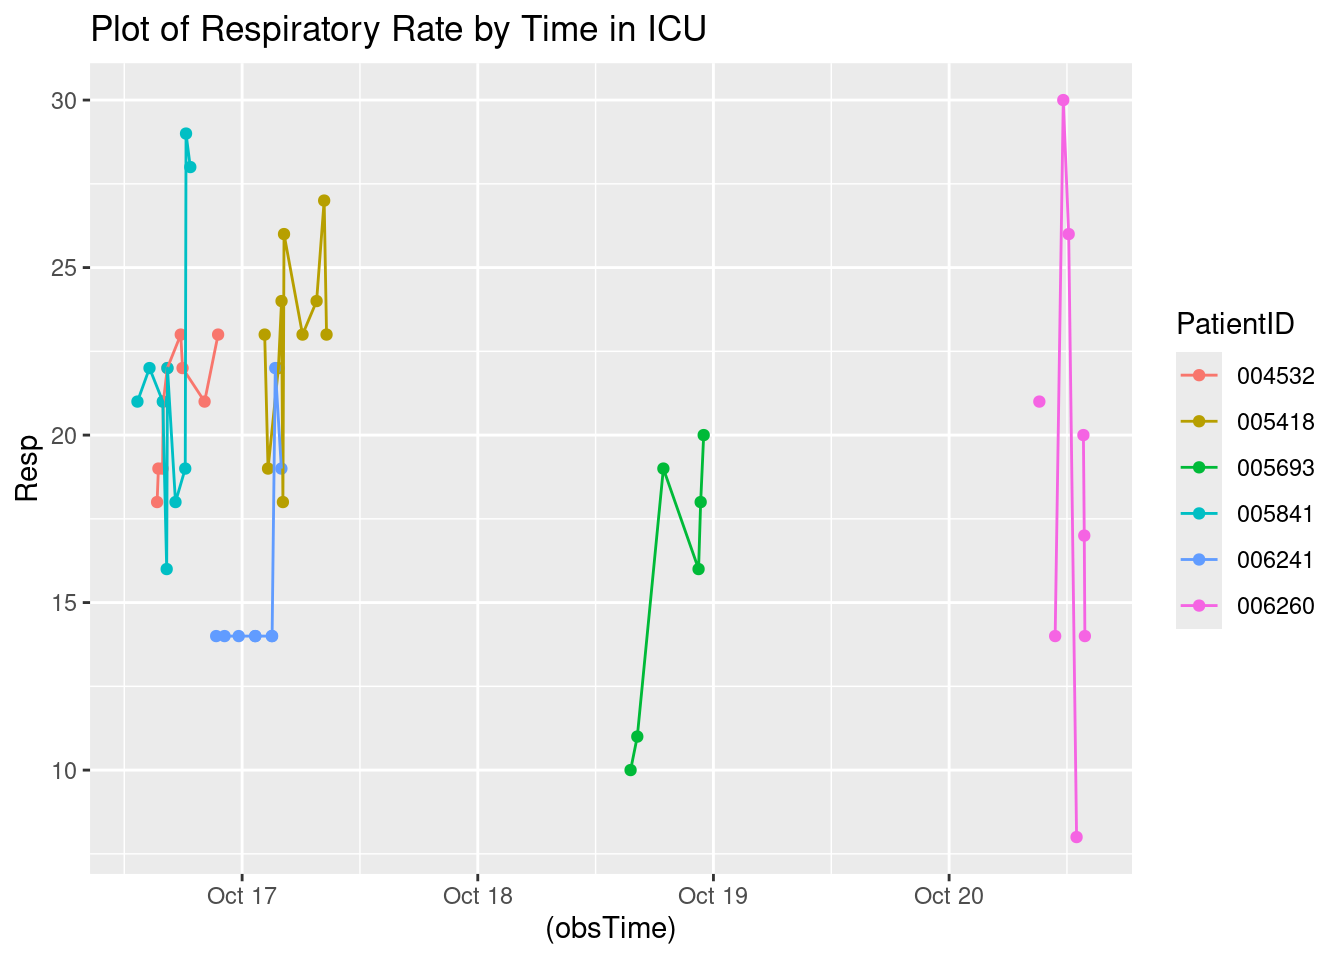 Plot of Respiratory Rate by Time in ICU
30
25
20
15
10
Resp
Oct 17
Oct 18
Oct 19
Oct 20
(obsTime)
PatientID
004532
005418
005693
005841
006241
006260